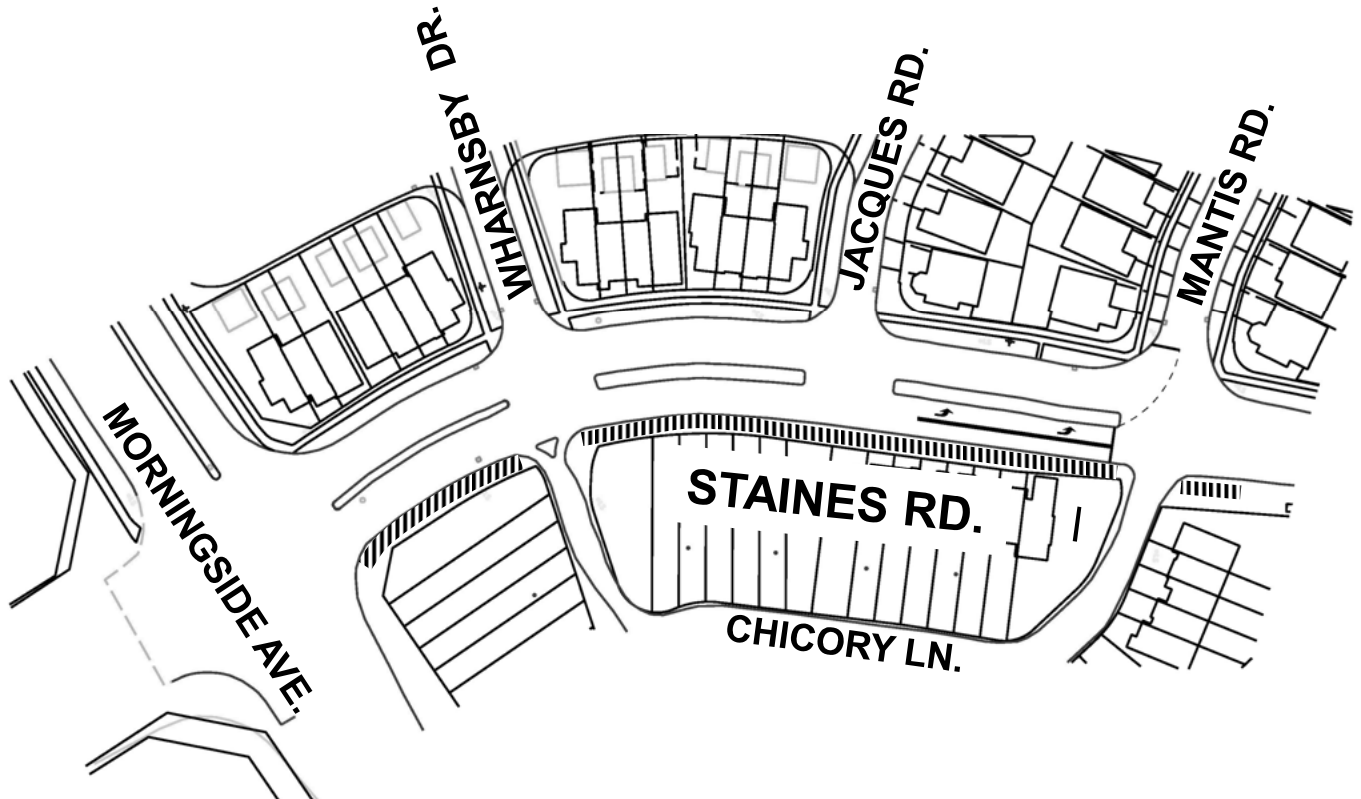 WHARNSBY DR.
JACQUES RD.
MANTIS RD.
MORNINGSIDE AVE.
STAINES RD.
CHICORY LN.